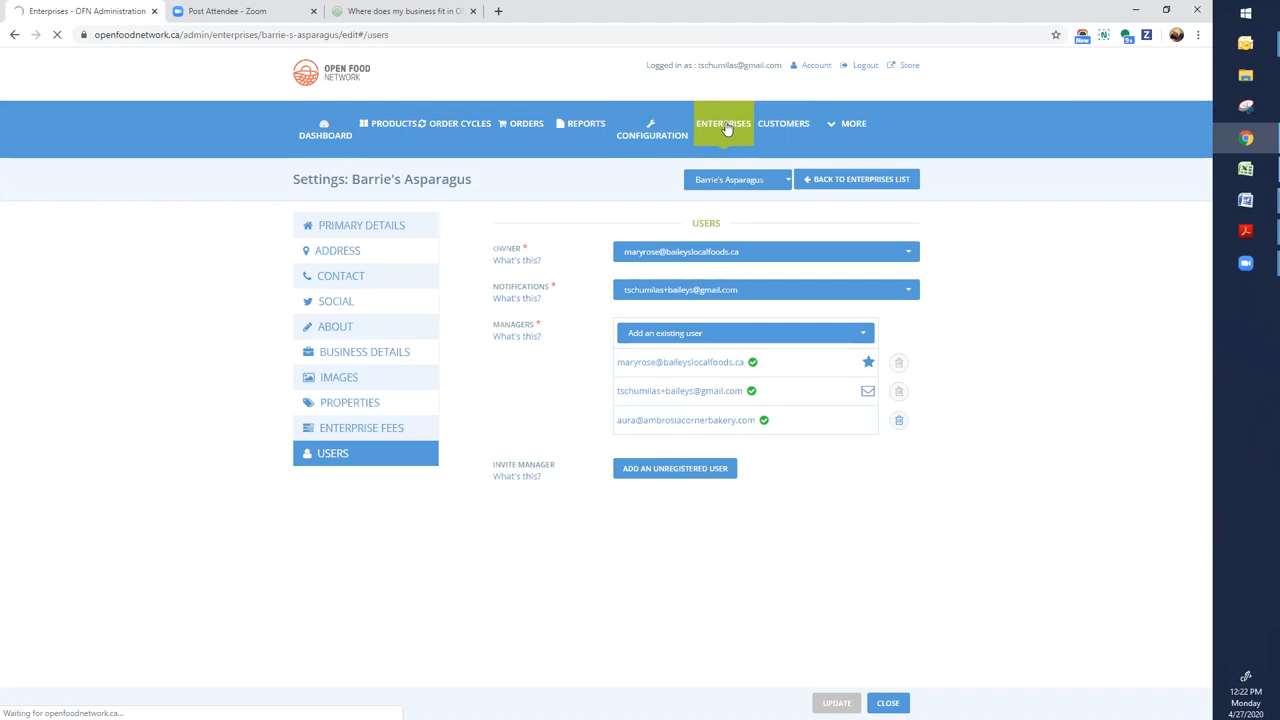 Enterprises - OFN Administration
Post Attendee - Zoom
Where does my business fit in O
openfoodnetwork.ca/admin/enterprises/barrie-s-asparagus/edit#/users
New
9+
OPEN FOOD
NETWORK
Logged in as : tschumilas@gmail.com Account Logout Store
DASHBOARD
PRODUCTS
ORDER CYCLES
ORDERS
REPORTS
CONFIGURATION
ENTERPRISES
CUSTOMERS
MORE
Settings: Barrie's Asparagus
Barrie's Asparagus
BACK TO ENTERPRISES LIST
PRIMARY DETAILS
ADDRESS
CONTACT
SOCIAL
ABOUT
BUSINESS DETAILS
IMAGES
PROPERTIES
ENTERPRISE FEES
USERS
USERS
OWNER *
What's this?
maryrose@baileyslocalfoods.ca
NOTIFICATIONS *
What's this?
tschumilas+baileys@gmail.com
MANAGERS *
What's this?
Add an existing user
maryrose@baileyslocalfoods.ca
tschumilas+baileys@gmail.com
aura@ambrosiacornerbakery.com
INVITE MANAGER
What's this?
ADD AN UNREGISTERED USER
UPDATE
CLOSE
Waiting for openfoodnetwork.ca...
12:22 PM
Monday
4/27/2020